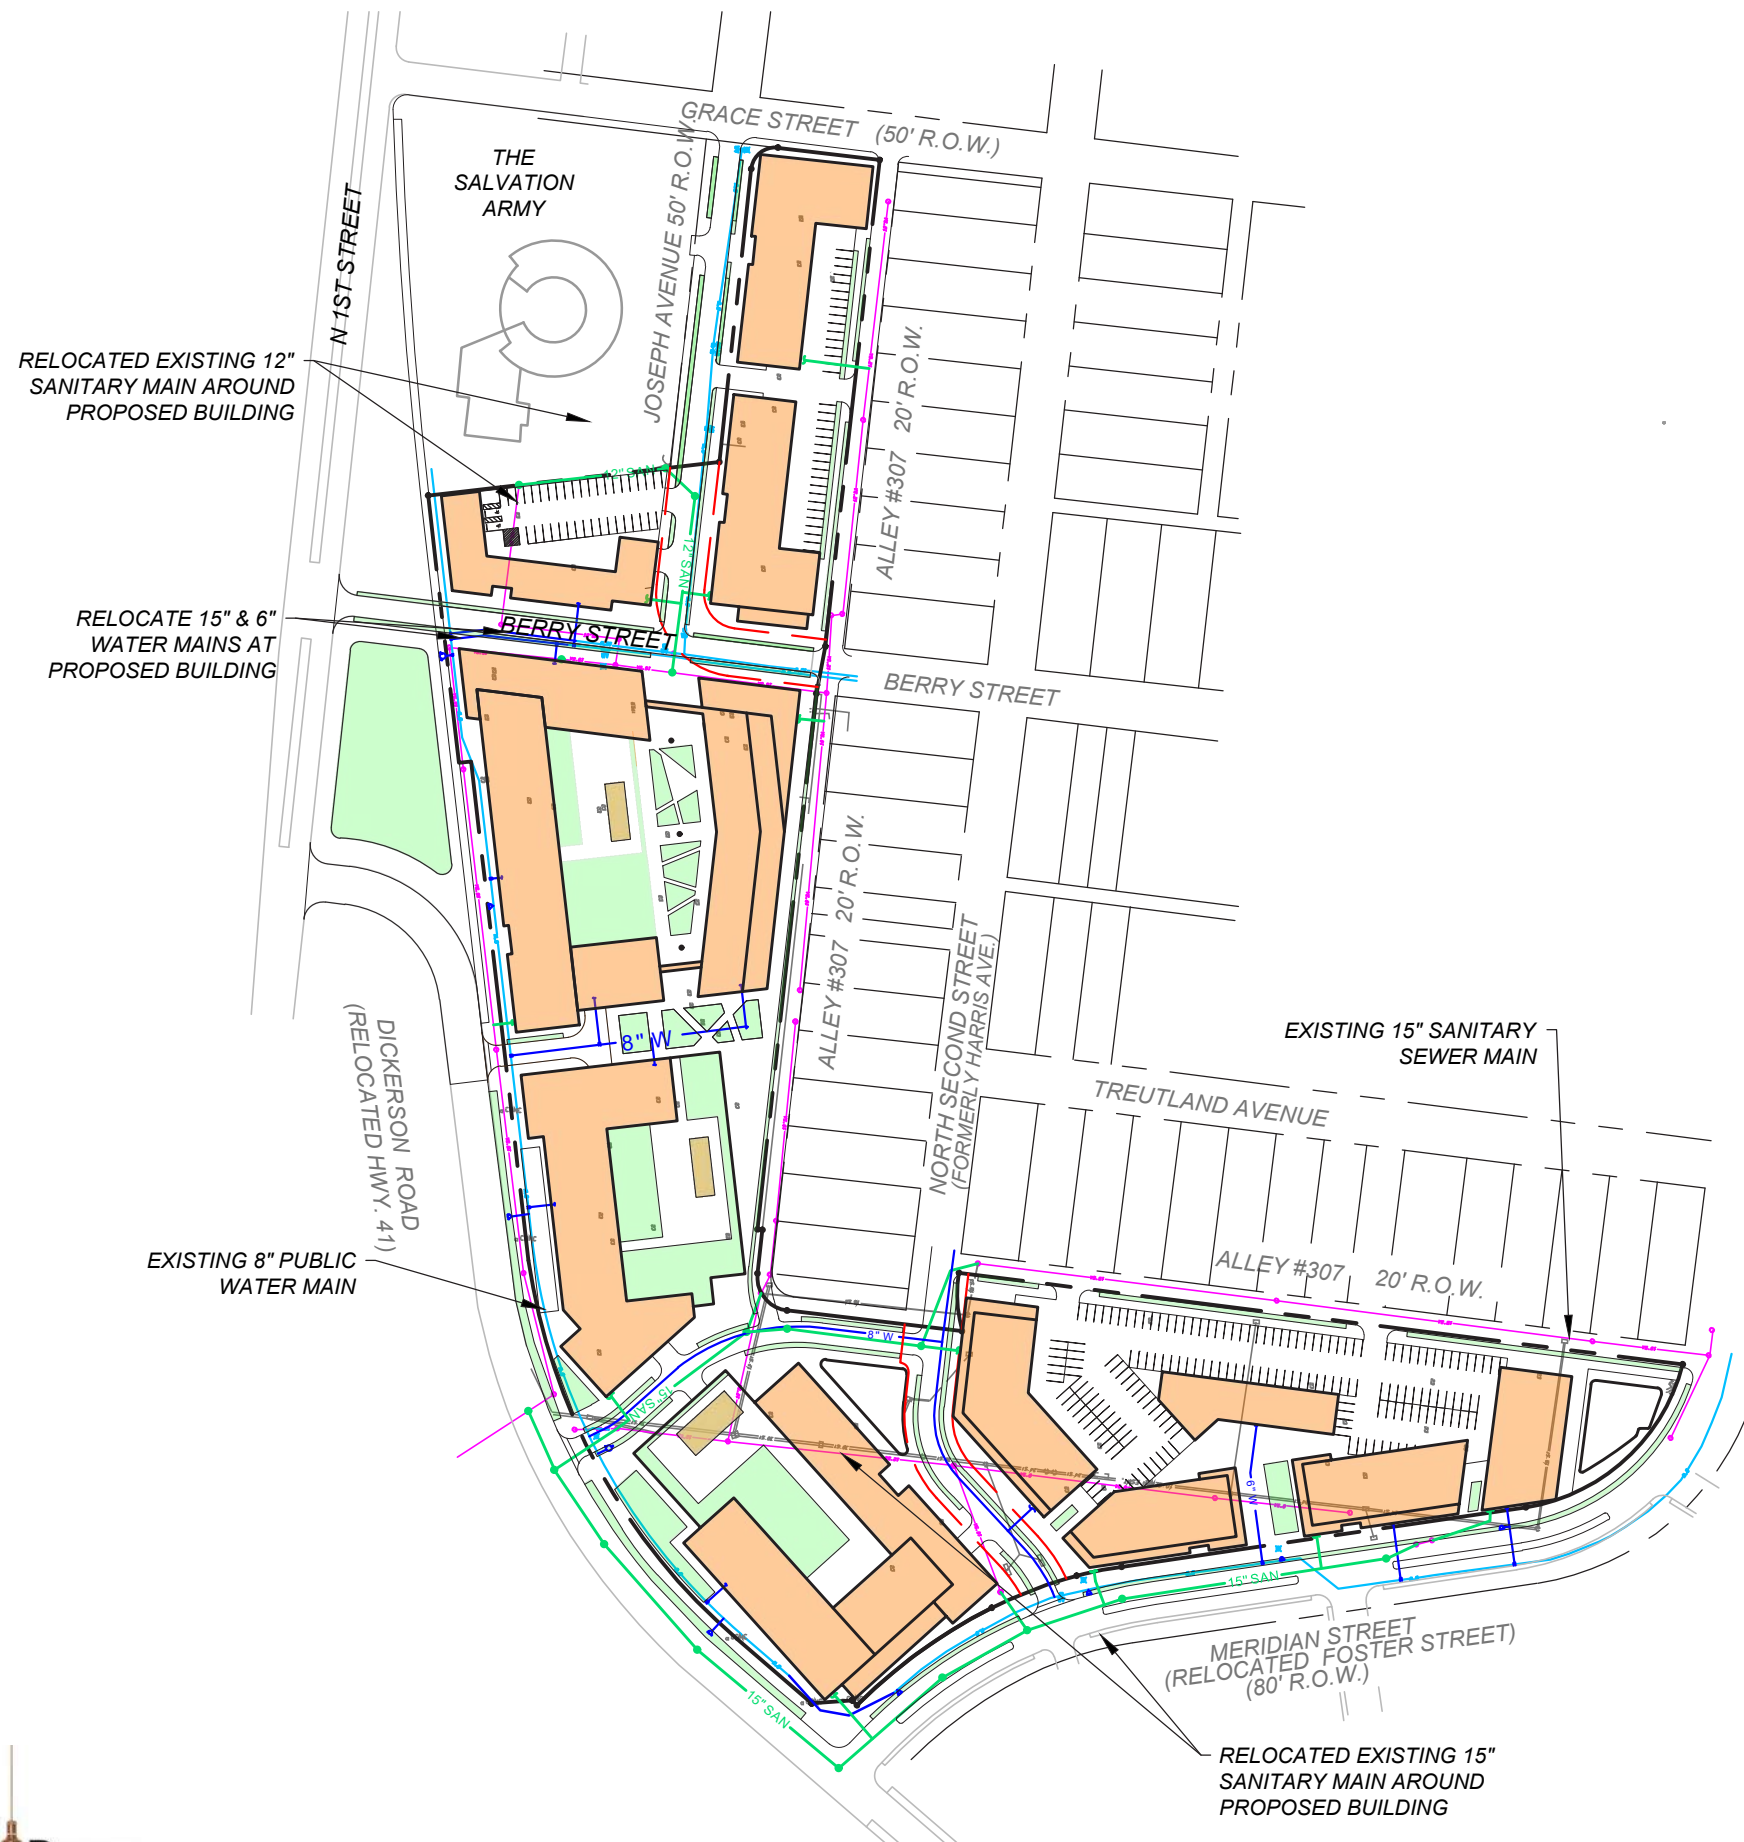 GRACE STREET (50' R.O.W.)
THE
SALVATION
ARMY
JOSEPH AVENUE 50' R.O.W.
N 1ST STREET
RELOCATED EXISTING 12"
SANITARY MAIN AROUND
PROPOSED BUILDING
ALLEY #307 20' R.O.W.
12" SAN
12" SAN
RELOCATE 15" & 6"
WATER MAINS AT
PROPOSED BUILDING
BERRY STREET
BERRY STREET
ALLEY #307 20' R.O.W.
NORTH SECOND STREET
(FORMERLY HARRIS AVE.)
DICKERSON ROAD
(RELOCATED HWY. 41)
8" W
EXISTING 15" SANITARY
SEWER MAIN
TREUTLAND AVENUE
EXISTING 8" PUBLIC
WATER MAIN
ALLEY #307 20' R.O.W.
8" W
15" SAN
6" W
15" SAN
15" SAN
MERIDIAN STREET
(RELOCATED FOSTER STREET)
(80' R.O.W.)
RELOCATED EXISTING 15"
SANITARY MAIN AROUND
PROPOSED BUILDING